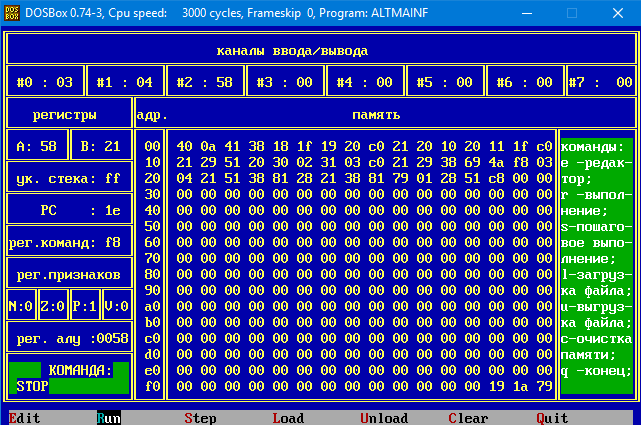 DOSBox 0.74-3, Cpu speed: 3000 cycles, Frameskip 0, Program: ALTMAINF
каналы ввода/вывода
#0 : 03 #1 : 04 #2 : 58 #3 : 00 #4 : 00 #5 : 00 #6 : 00 #7 : 00
регистры адр. память
A: 58 B: 21 00 40 0a 41 38 18 1f 19 20 c0 21 20 10 20 11 1f c0 команды:
10 21 29 51 20 30 02 31 03 c0 21 29 38 69 4a f8 03 e -редак-
ук. стека: ff 20 04 21 51 38 81 28 21 38 81 79 01 28 51 c8 00 00 тор;
30 00 00 00 00 00 00 00 00 00 00 00 00 00 00 00 00 r -выпол-
PC : 1e 40 00 00 00 00 00 00 00 00 00 00 00 00 00 00 00 00 нение;
50 00 00 00 00 00 00 00 00 00 00 00 00 00 00 00 00 s-пошаго-
рег.команд: f8 60 00 00 00 00 00 00 00 00 00 00 00 00 00 00 00 00 вое выпо-
70 00 00 00 00 00 00 00 00 00 00 00 00 00 00 00 00 лнение;
рег.признаков 80 00 00 00 00 00 00 00 00 00 00 00 00 00 00 00 00 l-загруз-
90 00 00 00 00 00 00 00 00 00 00 00 00 00 00 00 00 ка файла;
N:0 Z:0 P:1 V:0 a0 00 00 00 00 00 00 00 00 00 00 00 00 00 00 00 00 u-выгруз-
b0 00 00 00 00 00 00 00 00 00 00 00 00 00 00 00 00 ка файла;
рег. алу :0058 c0 00 00 00 00 00 00 00 00 00 00 00 00 00 00 00 00 c-очистка
d0 00 00 00 00 00 00 00 00 00 00 00 00 00 00 00 00 памяти;
КОМАНДА: e0 00 00 00 00 00 00 00 00 00 00 00 00 00 00 00 00 q -конец;
STOP f0 00 00 00 00 00 00 00 00 00 00 00 00 00 19 1a 79
Edit Run Step Load Unload Clear Quit